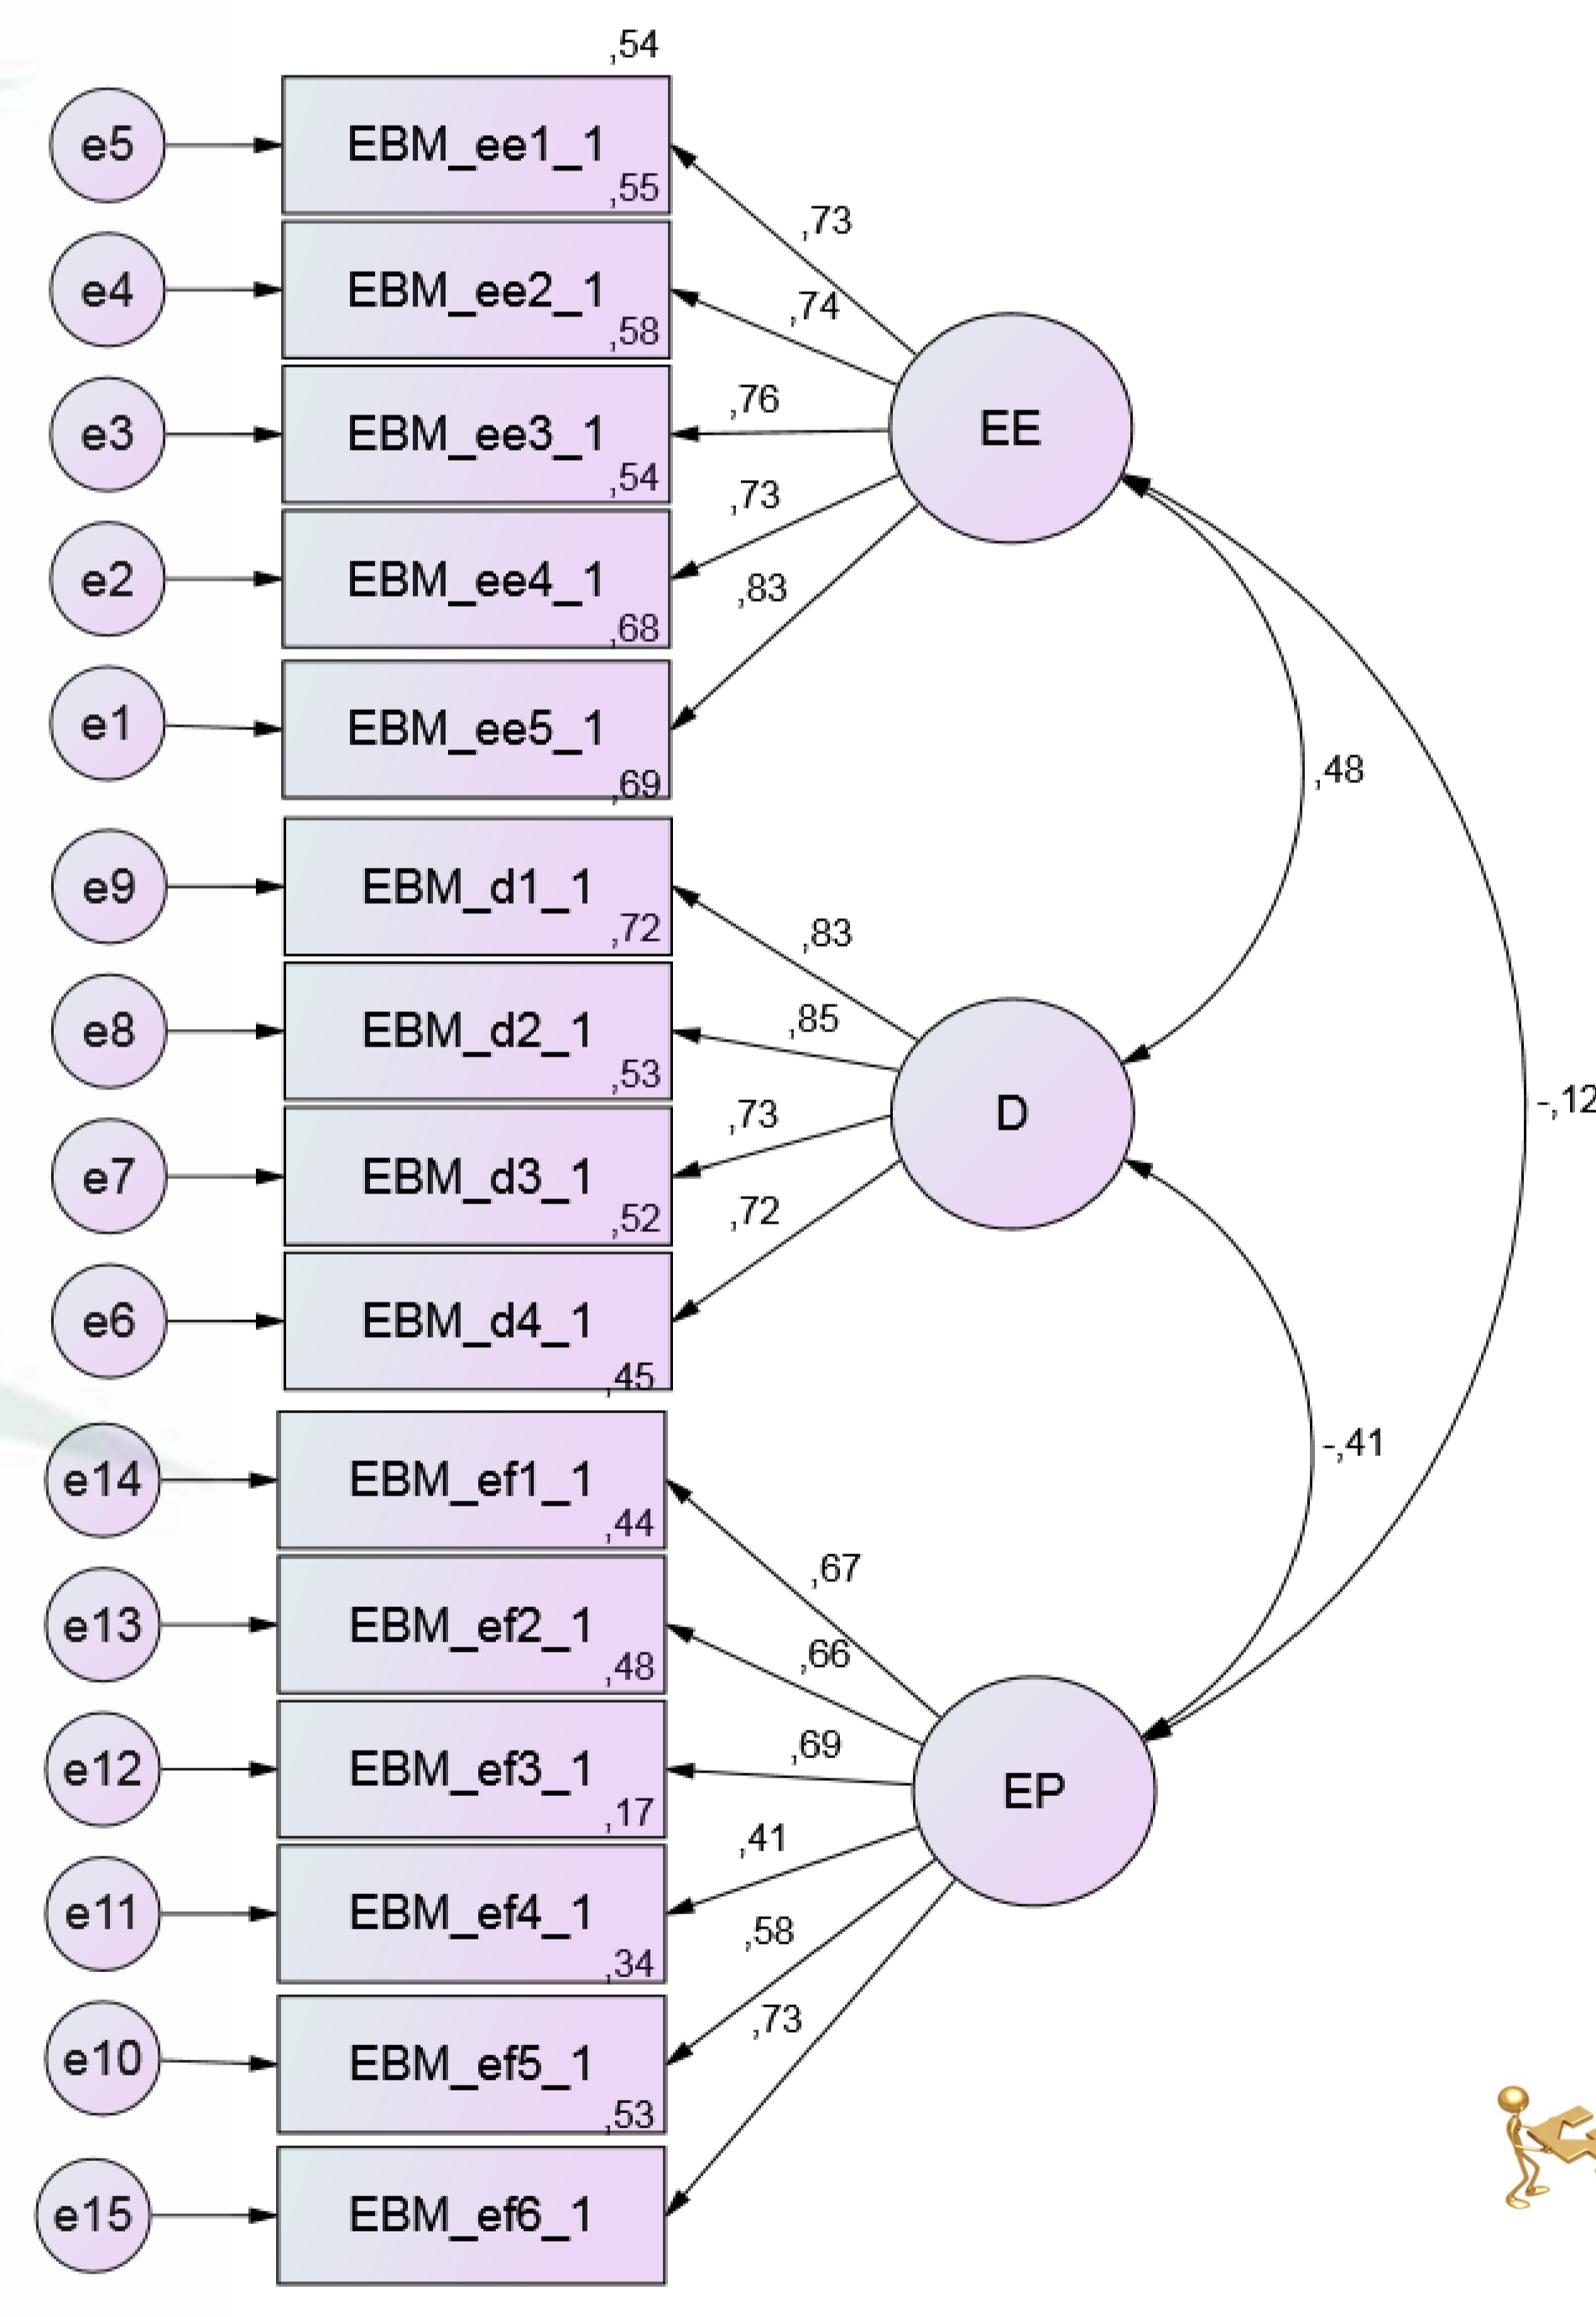 ,54
e5 EBM_ee1_1 ,73
,55
e4 EBM_ee2_1 ,74
,58
e3 EBM_ee3_1 ,76
EE
,54
e2 EBM_ee4_1 ,73
,68
e1 EBM_ee5_1 ,83
,48
,69
e9 EBM_d1_1 ,83
,72
e8 EBM_d2_1 ,85
,53
D
-,12
e7 EBM_d3_1 ,73
,52
e6 EBM_d4_1 ,72
,45
-,41
e14 EBM_ef1_1 ,67
,44
e13 EBM_ef2_1 ,66
,48
e12 EBM_ef3_1 ,69
EP
,17
e11 EBM_ef4_1 ,41
,34
e10 EBM_ef5_1 ,58
,53
e15 EBM_ef6_1 ,73